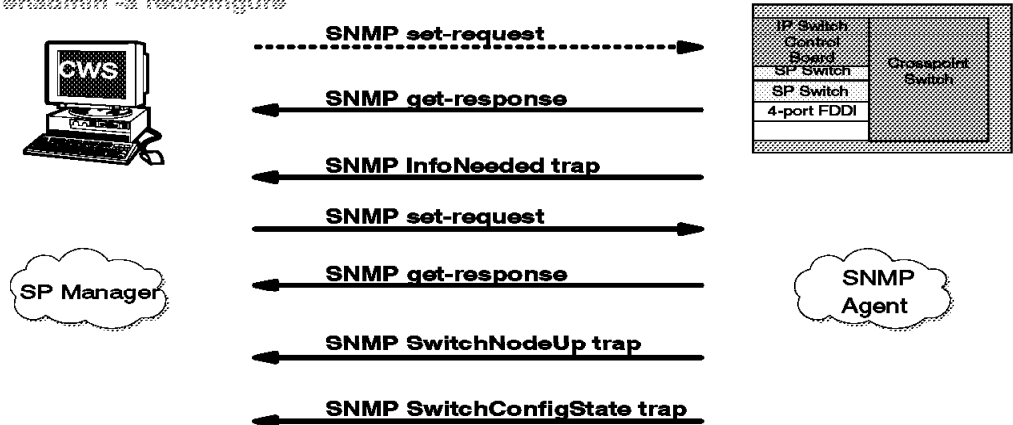 enadmin -a reconfigure
SNMP set-request
SNMP get-response
SNMP InfoNeeded trap
SNMP set-request
SNMP get-response
SNMP SwitchNodeUp trap
SNMP SwitchConfigState trap
CWS
SP Manager
IP Switch
Control
Board
SP Switch
SP Switch
4-port FDDI
Crosspoint
Switch
SNMP
Agent